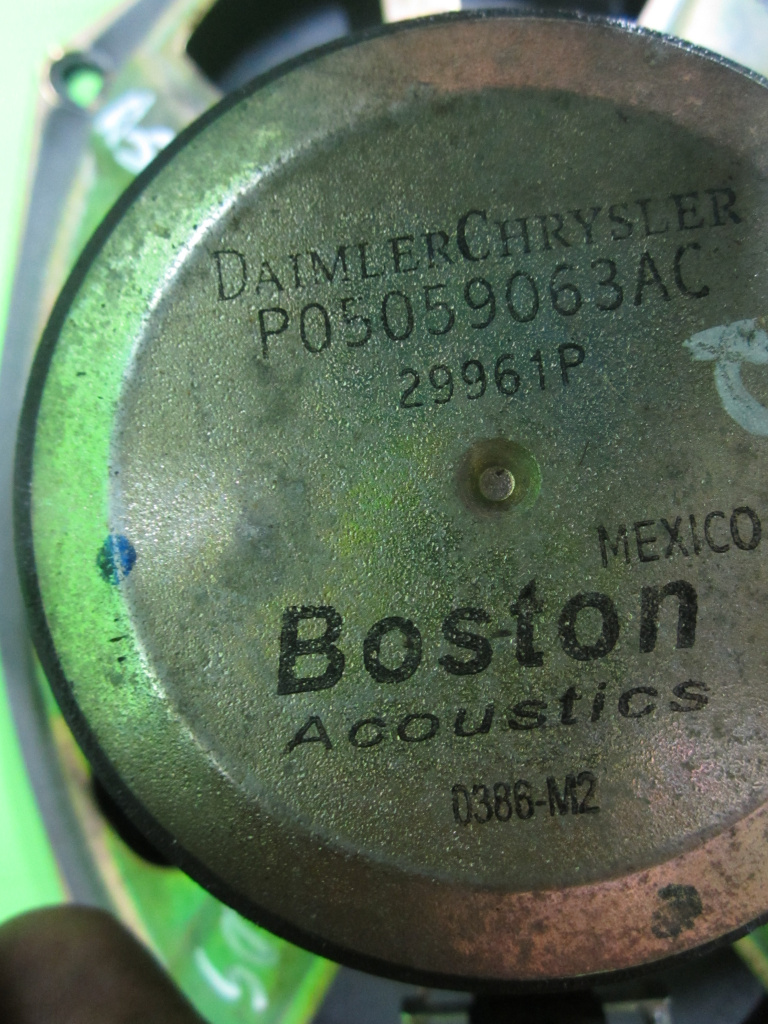 DAIMLERCHRYSLER
P05059063AC
29961P
MEXICO
Boston
Acoustics
0386-M2